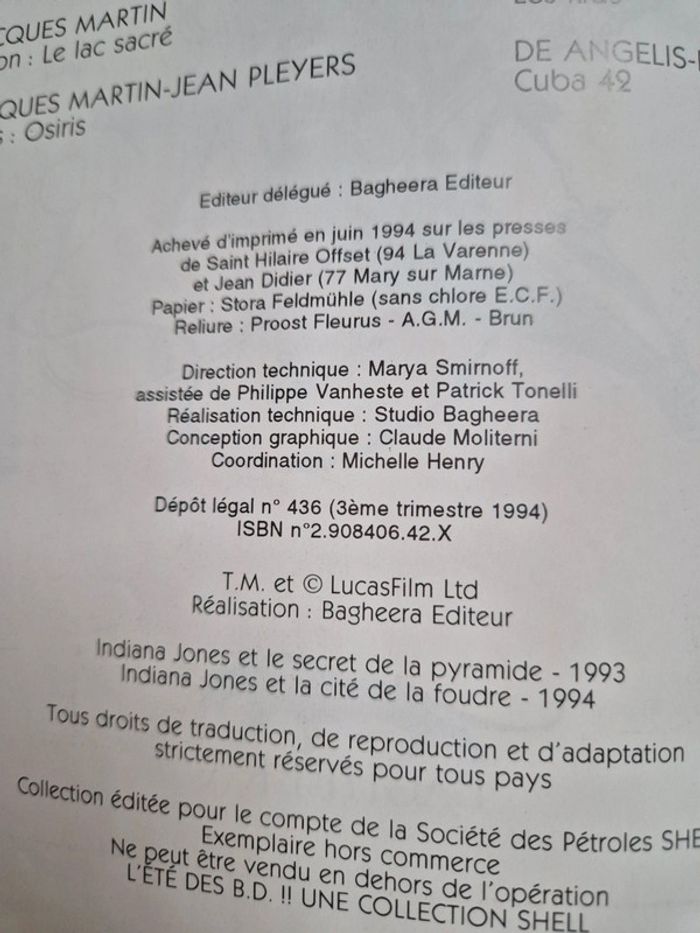 CQUES MARTIN
on : Le lac sacré
QUES MARTIN-JEAN PLEYERS
: Osiris
DE ANGELIS-
Cuba 42
Editeur délégué : Bagheera Editeur
Achevé d'imprimé en juin 1994 sur les presses
de Saint Hilaire Offset (94 La Varenne)
et Jean Didier (77 Mary sur Marne)
Papier : Stora Feldmühle (sans chlore E.C.F.)
Reliure : Proost Fleurus - A.G.M. - Brun
Direction technique : Marya Smirnoff,
assistée de Philippe Vanheste et Patrick Tonelli
Réalisation technique : Studio Bagheera
Conception graphique : Claude Moliterni
Coordination : Michelle Henry
Dépôt légal n° 436 (3ème trimestre 1994)
ISBN n°2.908406.42.X
T.M. et © LucasFilm Ltd
Réalisation : Bagheera Editeur
Indiana Jones et le secret de la pyramide - 1993
Indiana Jones et la cité de la foudre - 1994
Tous droits de traduction, de reproduction et d'adaptation
strictement réservés pour tous pays
Collection éditée pour le compte de la Société des Pétroles SHE
Exemplaire hors commerce
Ne peut être vendu en dehors de l'opération
L'ÉTÉ DES B.D. !! UNE COLLECTION SHELL